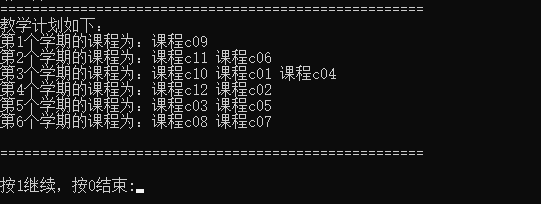 =====================================================
教学计划如下：
第1个学期的课程为：课程c09
第2个学期的课程为：课程c11 课程c06
第3个学期的课程为：课程c10 课程c01 课程c04
第4个学期的课程为：课程c12 课程c02
第5个学期的课程为：课程c03 课程c05
第6个学期的课程为：课程c08 课程c07
=====================================================
按1继续，按0结束: